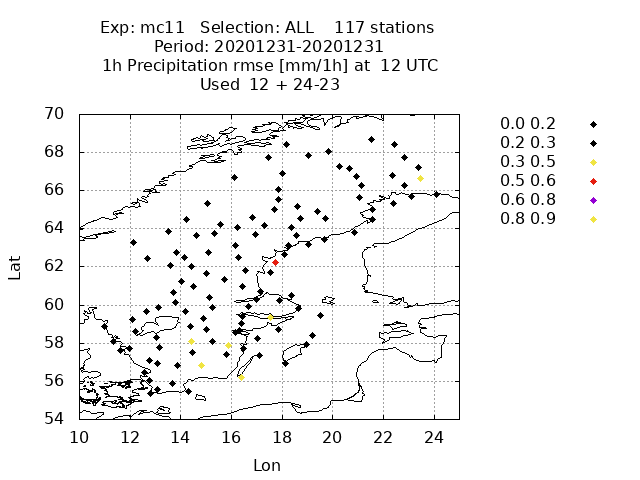 Exp: mc11 Selection: ALL 117 stations
Period: 20201231-20201231
1h Precipitation rmse [mm/1h] at 12 UTC
Used 12 + 24-23
70
68
66
64
62
60
58
56
54
Lat
10 12 14 16 18 20 22 24
Lon
0.0 0.2
0.2 0.3
0.3 0.5
0.5 0.6
0.6 0.8
0.8 0.9